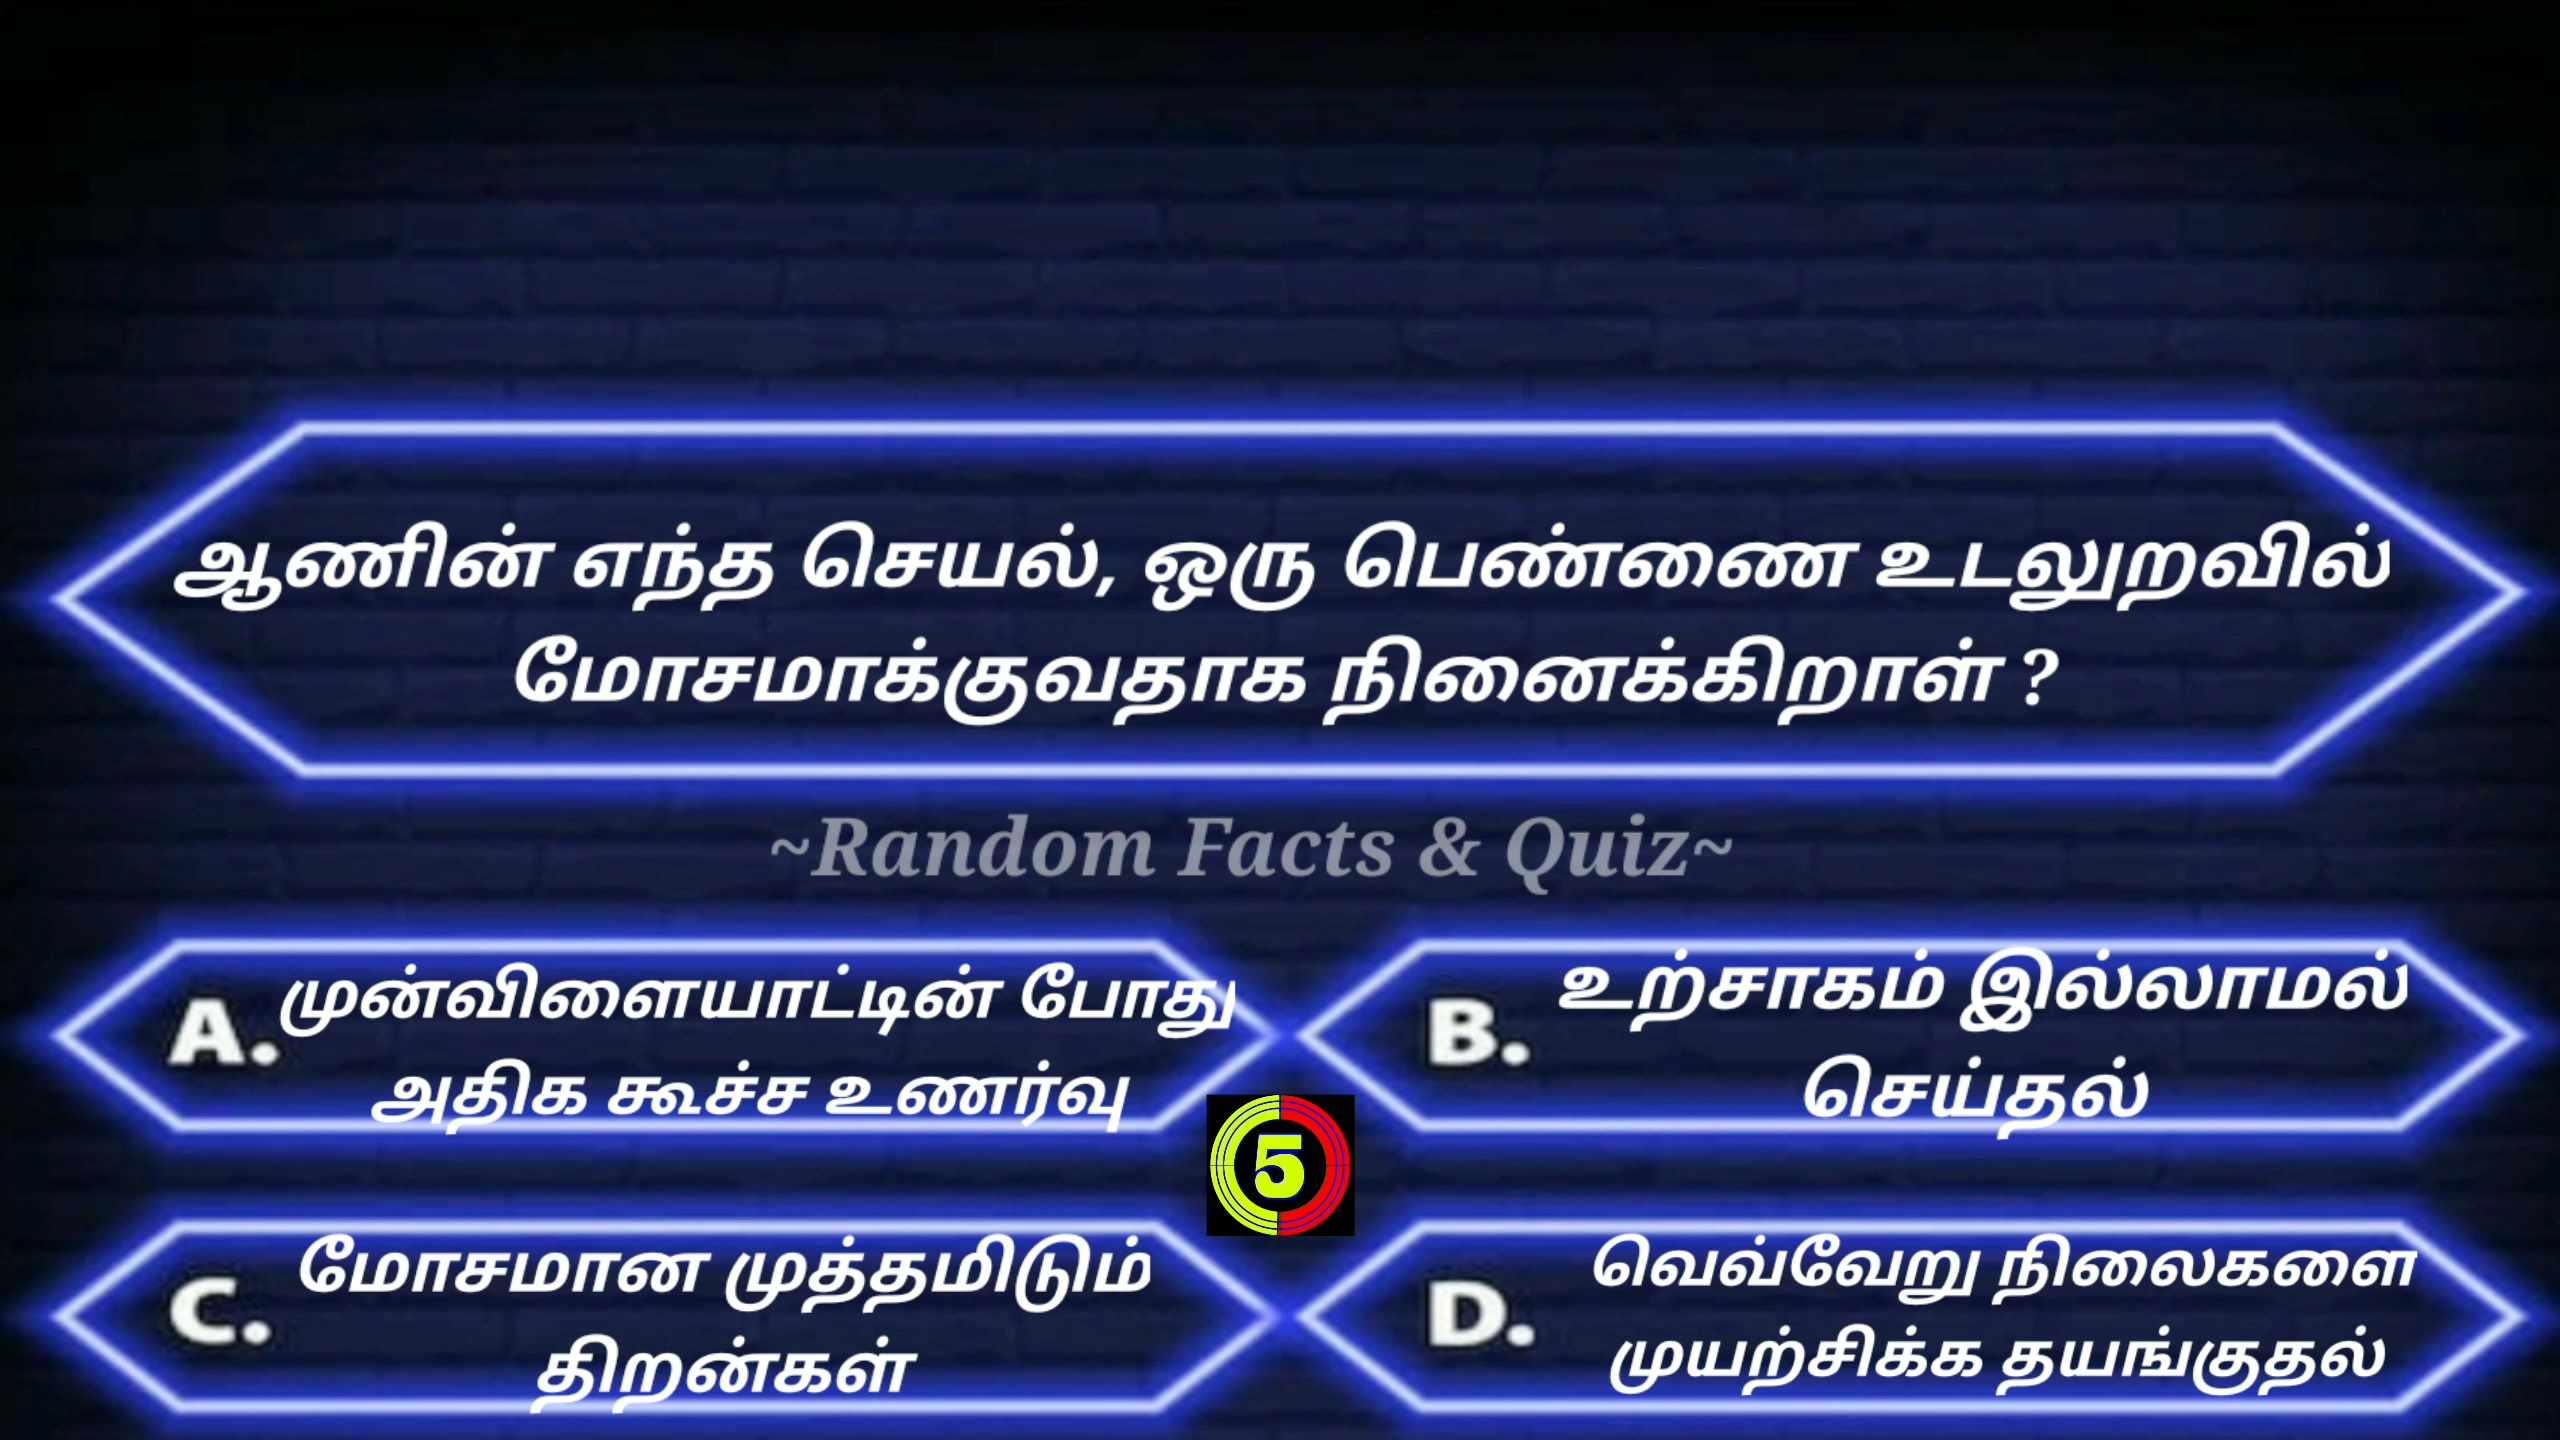 ஆணின் எந்த செயல், ஒரு பெண்ணை உடலுறவில்
மோசமாக்குவதாக நினைக்கிறாள் ?
~Random Facts & Quiz~
A. முன்விளையாட்டின் போது
அதிக கூச்ச உணர்வு
B. உற்சாகம் இல்லாமல்
செய்தல்
5
C. மோசமான முத்தமிடும்
திறன்கள்
D. வெவ்வேறு நிலைகளை
முயற்சிக்க தயங்குதல்